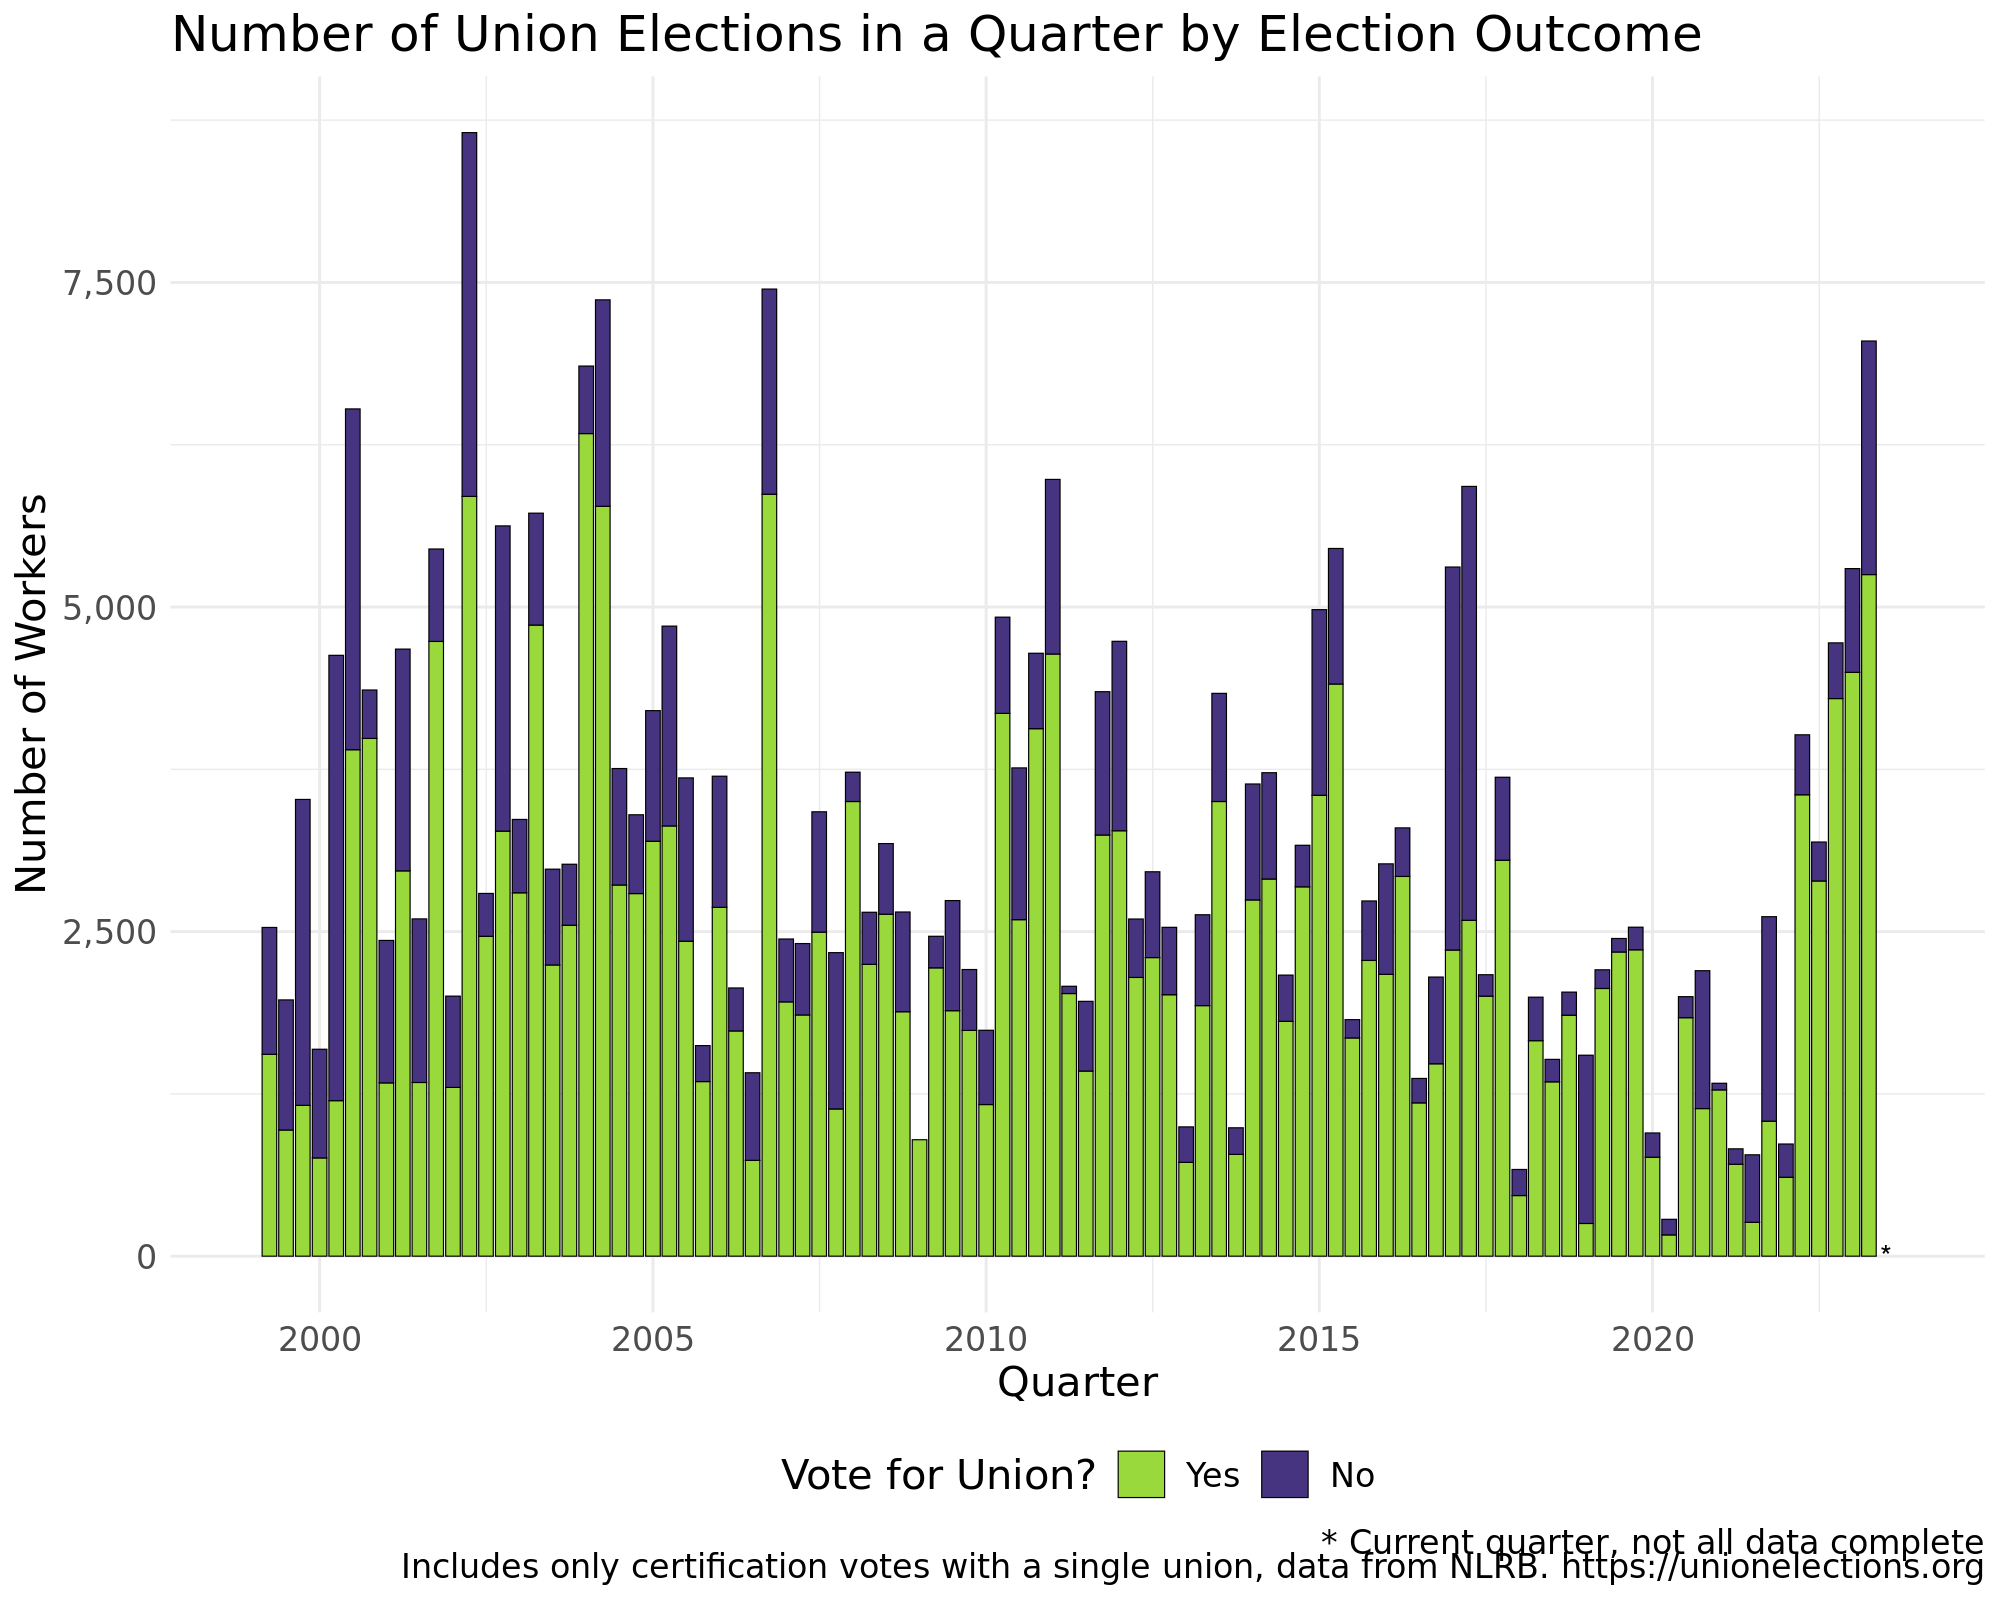 Number of Union Elections in a Quarter by Election Outcome
Number of Workers
7,500
5,000
2,500
0
*
2000 2005 2010 2015 2020
Quarter
Vote for Union? Yes No
* Current quarter, not all data complete
Includes only certification votes with a single union, data from NLRB. https://unionelections.org